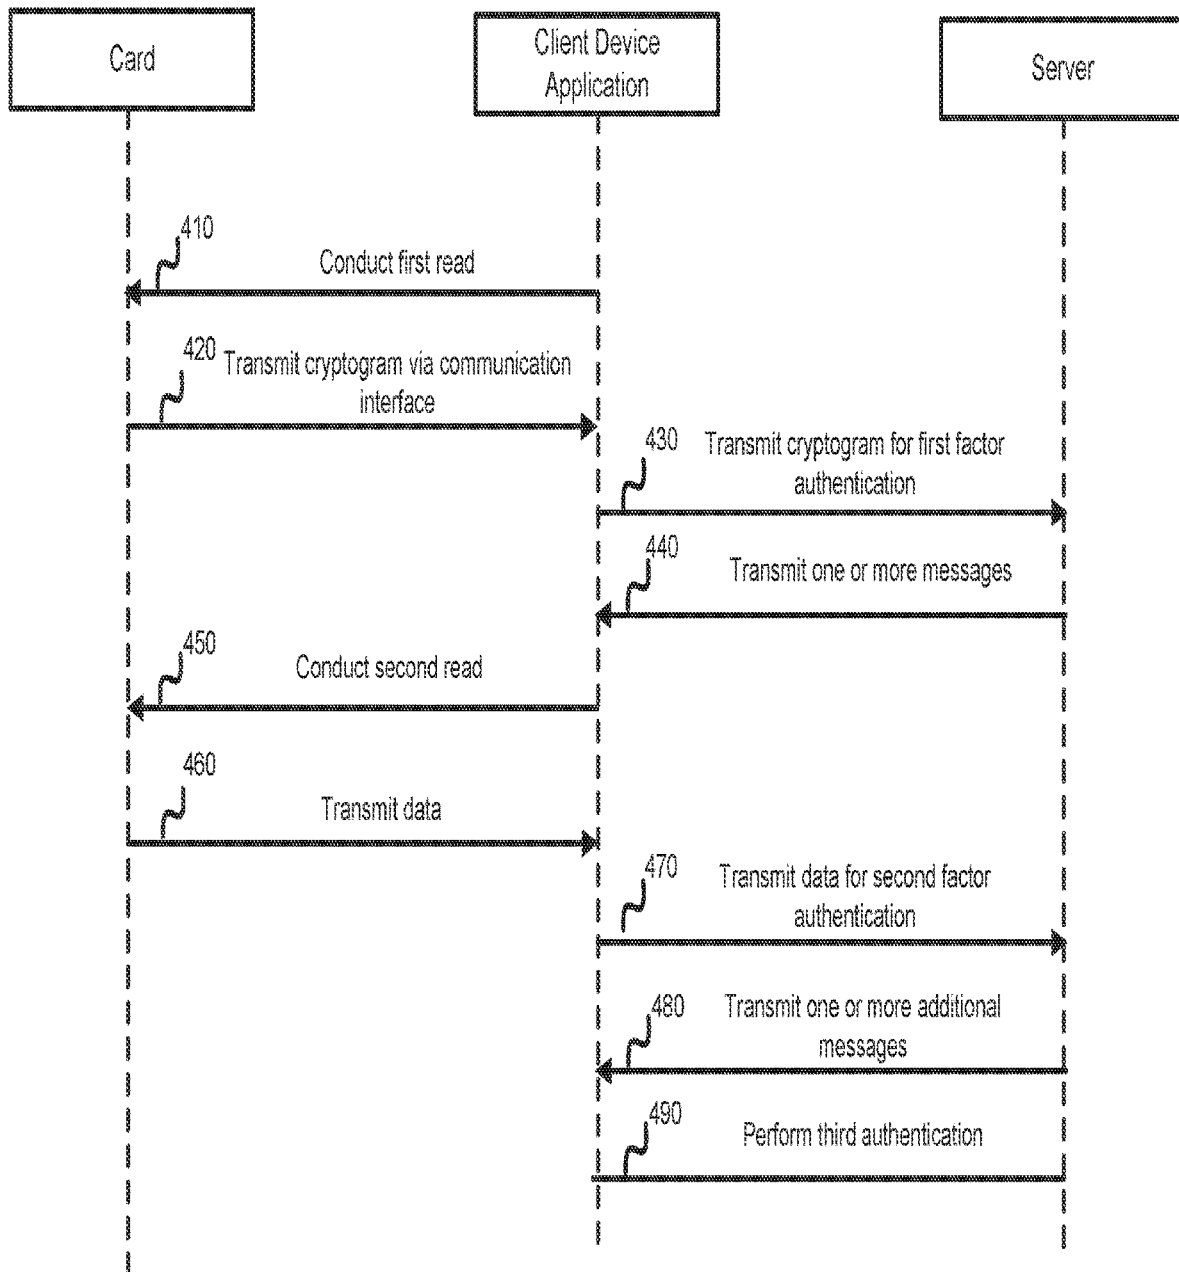 Card
Client Device
Application
Server
410
Conduct first read
420
Transmit cryptogram via communication
interface
430
Transmit cryptogram for first factor
authentication
440
Transmit one or more messages
450
Conduct second read
460
Transmit data
470
Transmit data for second factor
authentication
480
Transmit one or more additional
messages
490
Perform third authentication